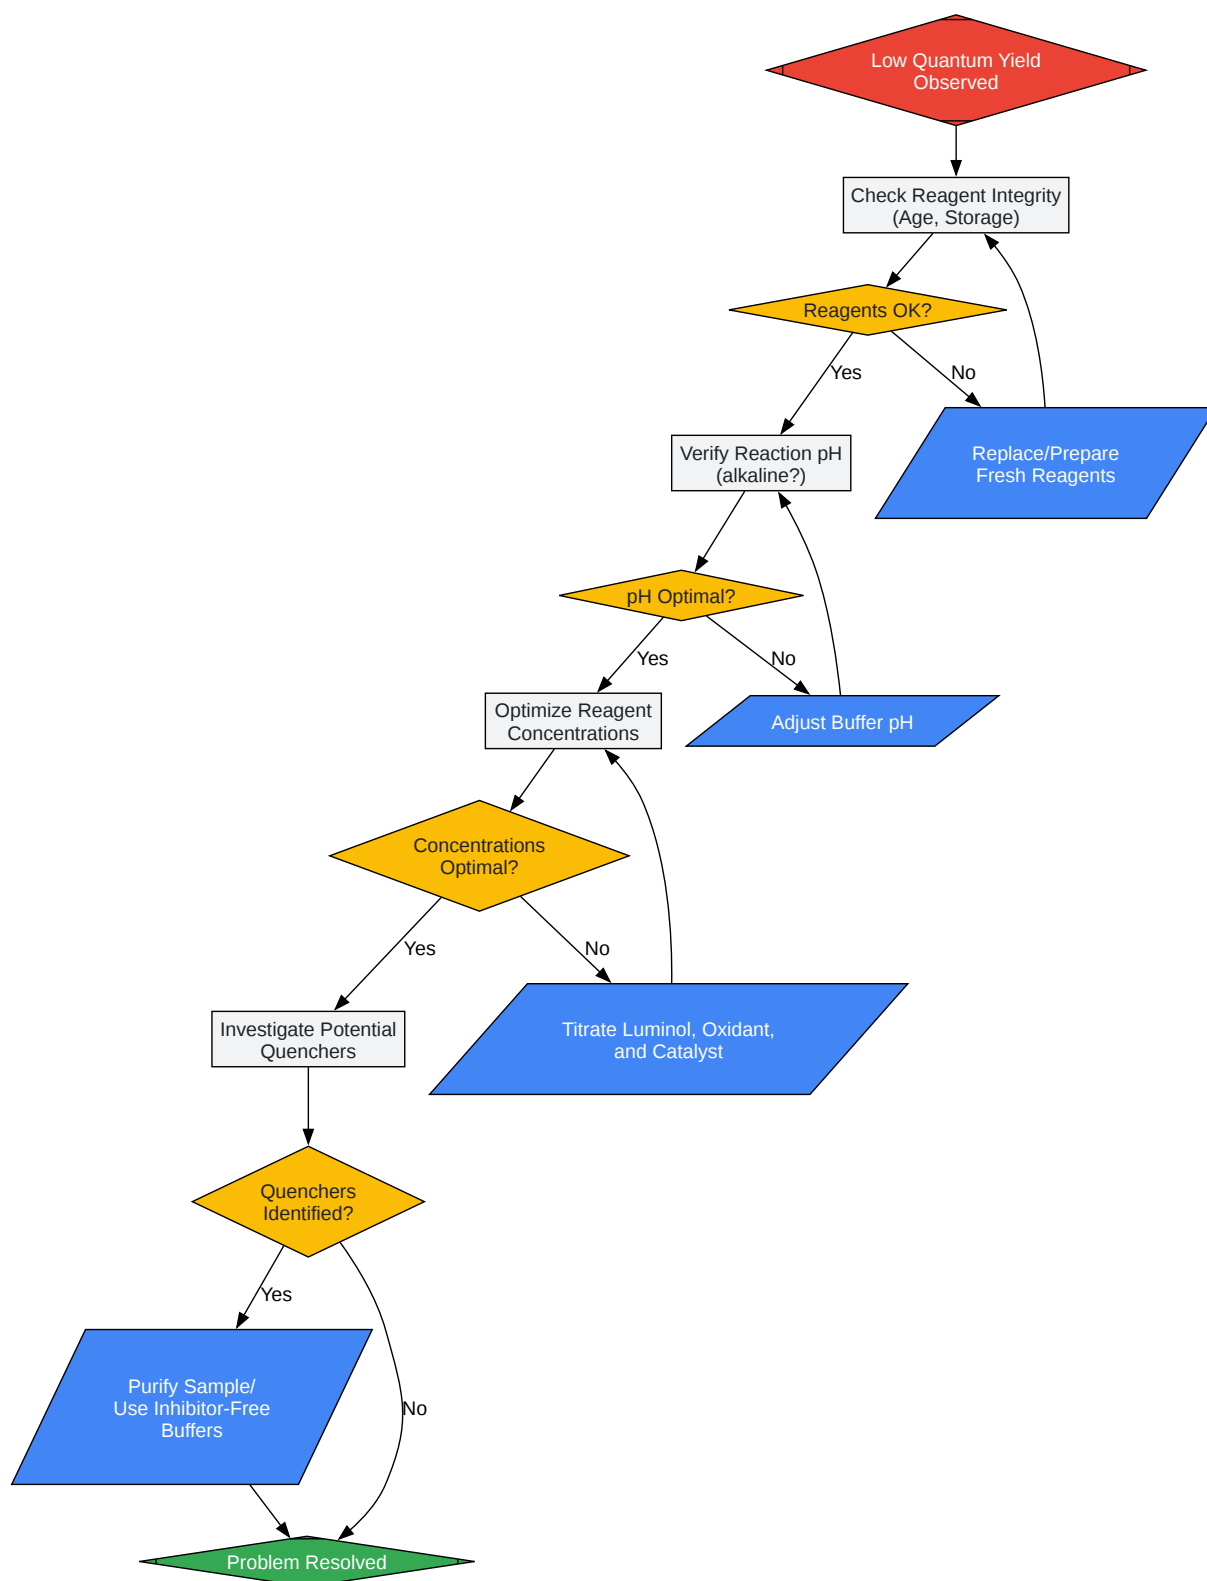 Low Quantum Yield
Observed
Check Reagent Integrity
(Age, Storage)
Reagents OK?
Yes
No
Replace/Prepare
Fresh Reagents
Verify Reaction pH
(alkaline?)
pH Optimal?
Yes
No
Adjust Buffer pH
Optimize Reagent
Concentrations
Concentrations
Optimal?
Yes
No
Titrate Luminol, Oxidant,
and Catalyst
Investigate Potential
Quenchers
Quenchers
Identified?
Yes
No
Purify Sample/
Use Inhibitor-Free
Buffers
Problem Resolved